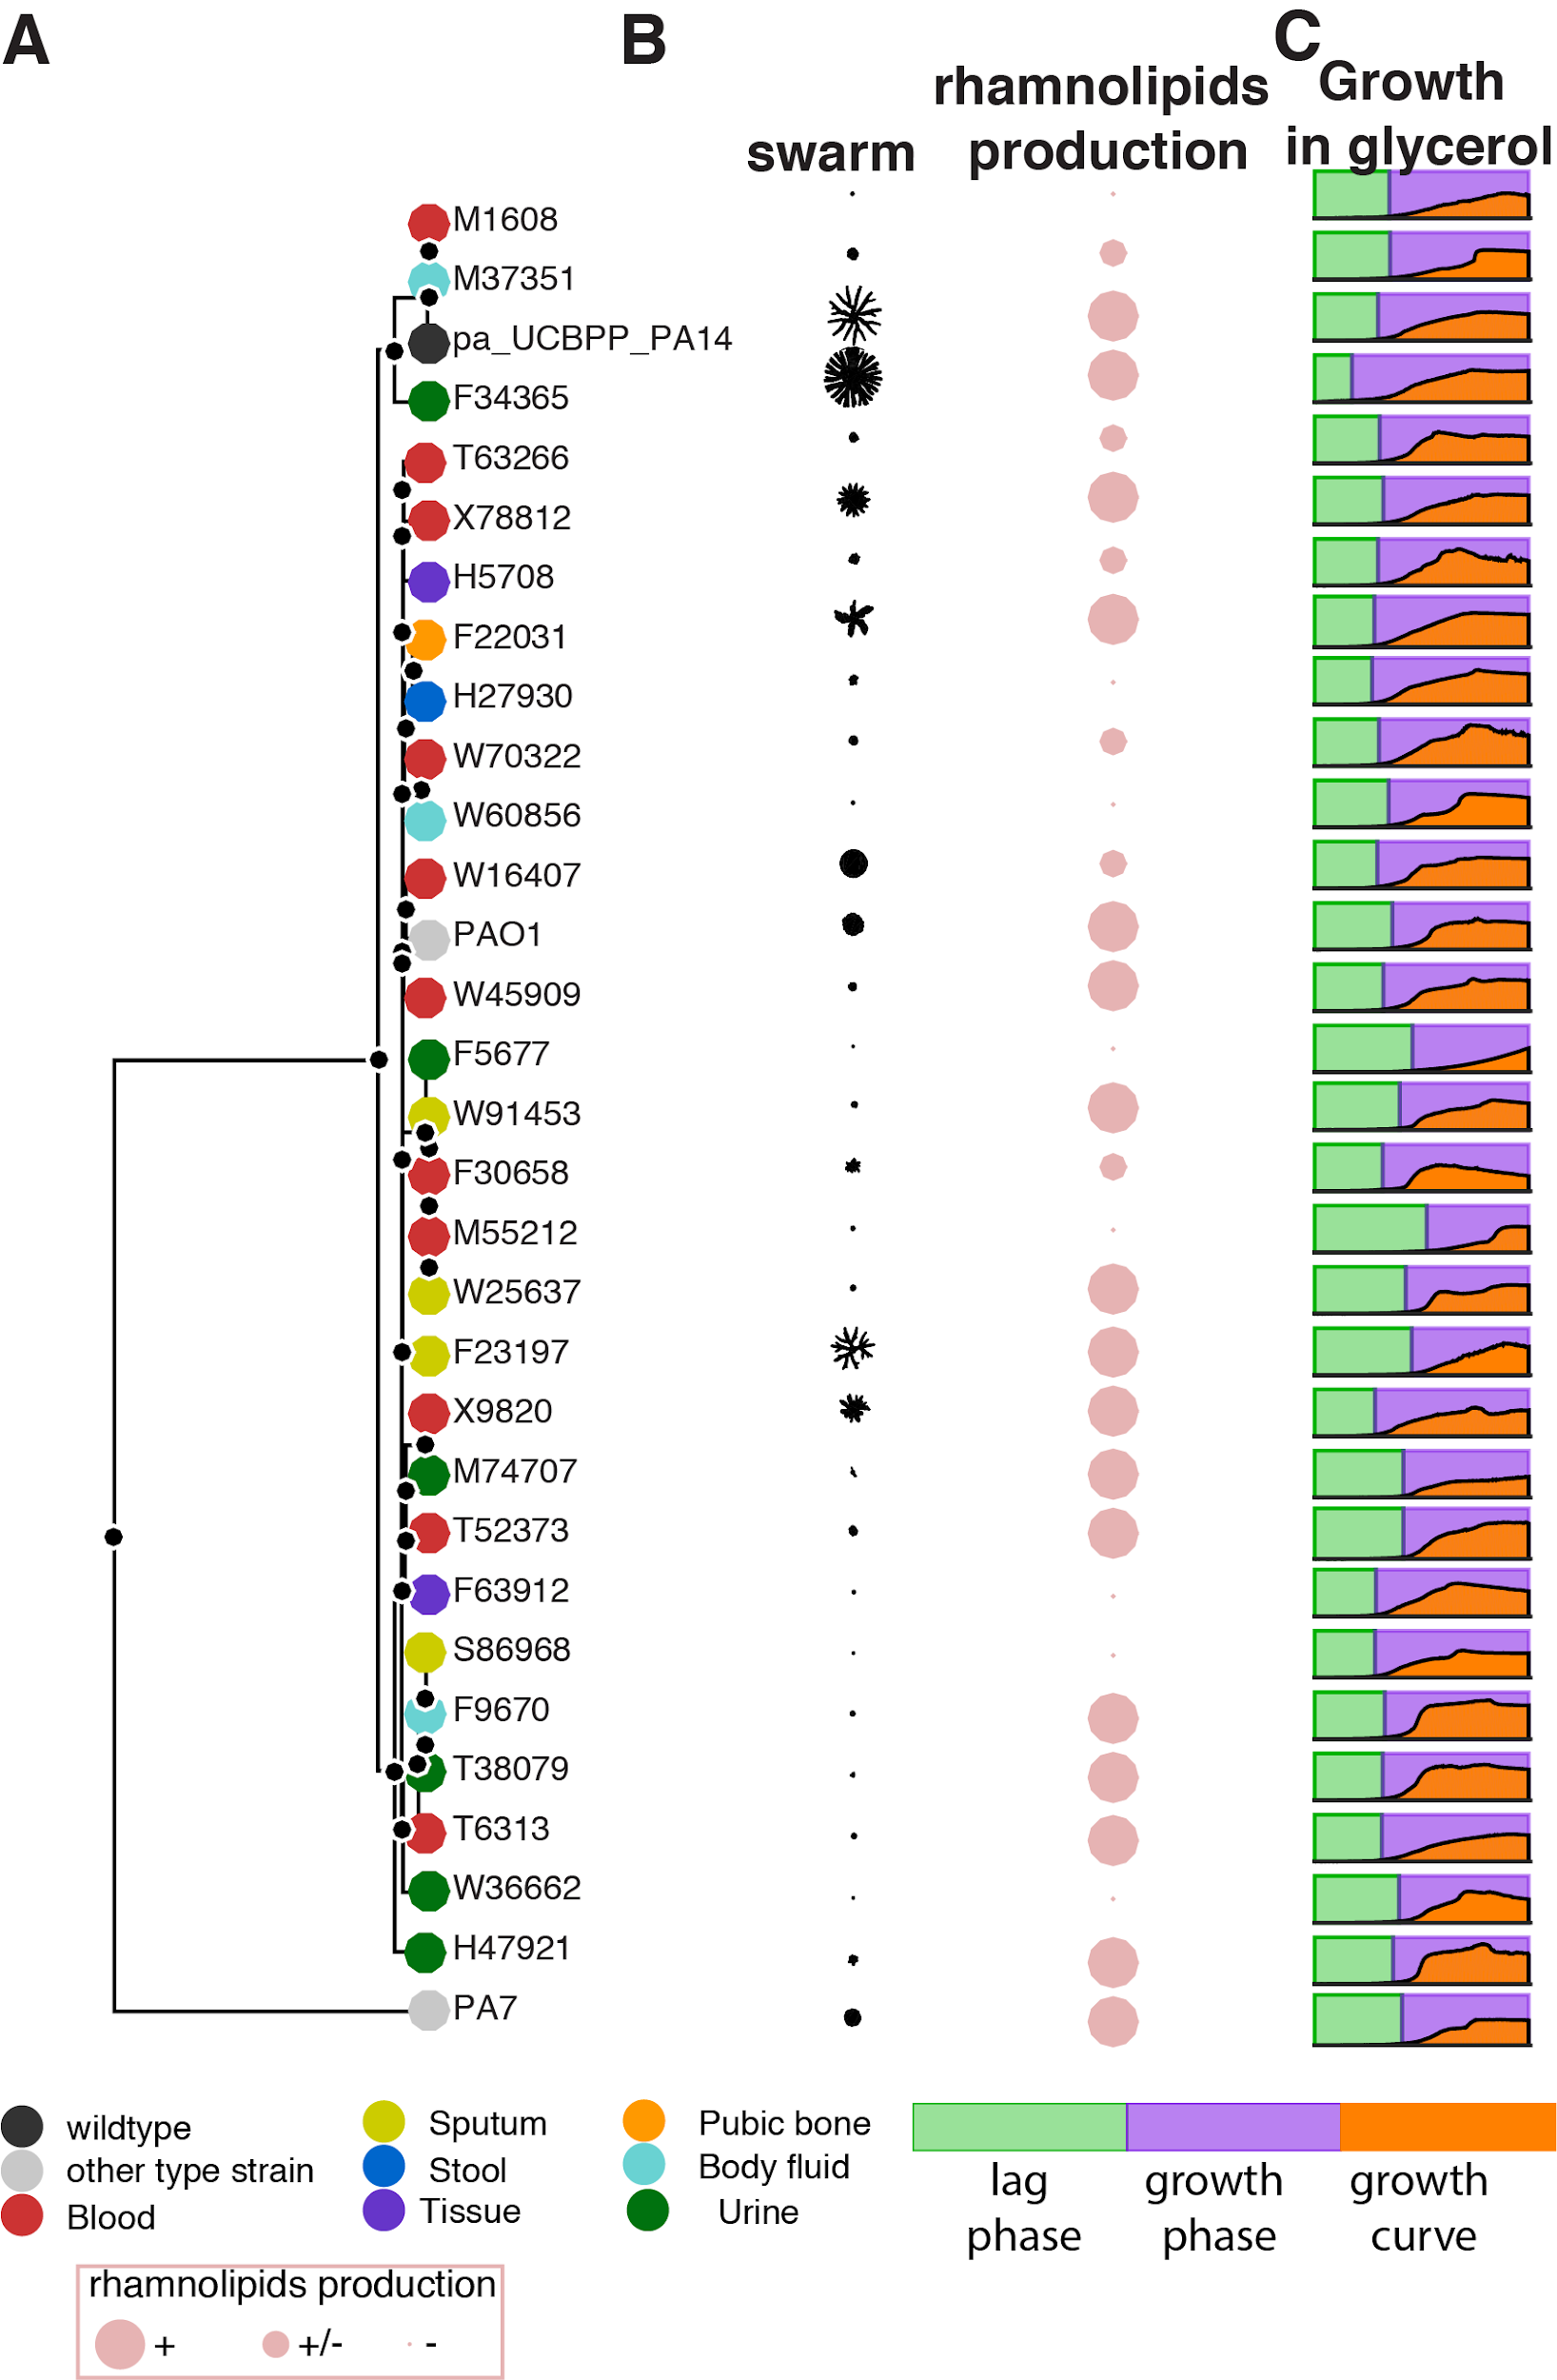 A
B
C
swarm
rhamnolipids
production
Growth
in glycerol
M1608
M37351
pa_UCBPP_PA14
F34365
T63266
X78812
H5708
F22031
H27930
W70322
W60856
W16407
PAO1
W45909
F5677
W91453
F30658
M55212
W25637
F23197
X9820
M74707
T52373
F63912
S86968
F9670
T38079
T6313
W36662
H47921
PA7
wildtype
other type strain
Blood
Sputum
Stool
Tissue
Pubic bone
Body fluid
Urine
lag
phase
growth
phase
growth
curve
rhamnolipids production
+ +/- -